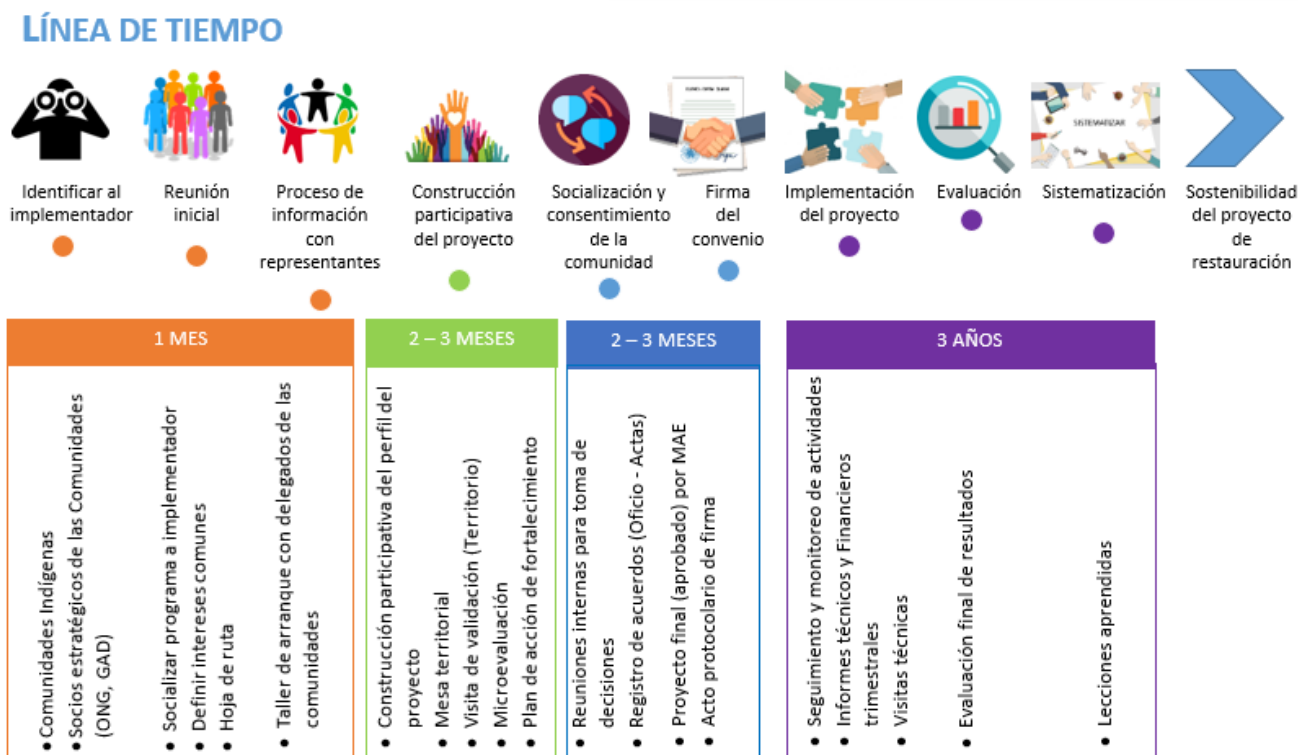 LÍNEA DE TIEMPO
SISTEMATIZAR
Identificar al
implementador
Reunión
inicial
Proceso de
información
con
representantes
Construcción
participativa
del proyecto
Socialización y
consentimiento
de la
comunidad
Firma
del
convenio
Implementación
del proyecto
Evaluación
Sistematización
Sostenibilidad
del proyecto
de
restauración
1 MES
• Comunidades Indígenas
• Socios estratégicos de las Comunidades
(ONG, GAD)
• Socializar programa a implementador
• Definir intereses comunes
• Hoja de ruta
• Taller de arranque con delegados de las
comunidades
2 – 3 MESES
• Construcción participativa del perfil del
proyecto
• Mesa territorial
• Visita de validación (Territorio)
• Microevaluación
• Plan de acción de fortalecimiento
2 – 3 MESES
• Reuniones internas para toma de
decisiones
• Registro de acuerdos (Oficio - Actas)
• Proyecto final (aprobado) por MAE
• Acto protocolario de firma
3 AÑOS
• Seguimiento y monitoreo de actividades
• Informes técnicos y Financieros
trimestrales
• Visitas técnicas
• Evaluación final de resultados
• Lecciones aprendidas